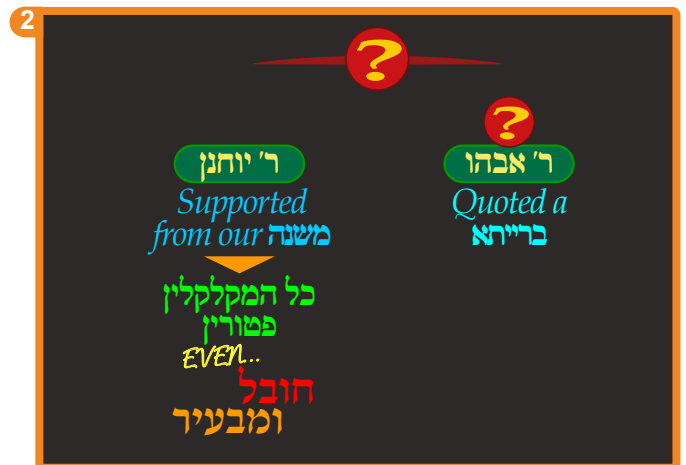 2
?
?
ר' יוחנן
Supported
from our משנה
כל המקלקלין
פטורין
EVEN...
חובל
ומבעיר
ר' אבהו
Quoted a
ברייתא